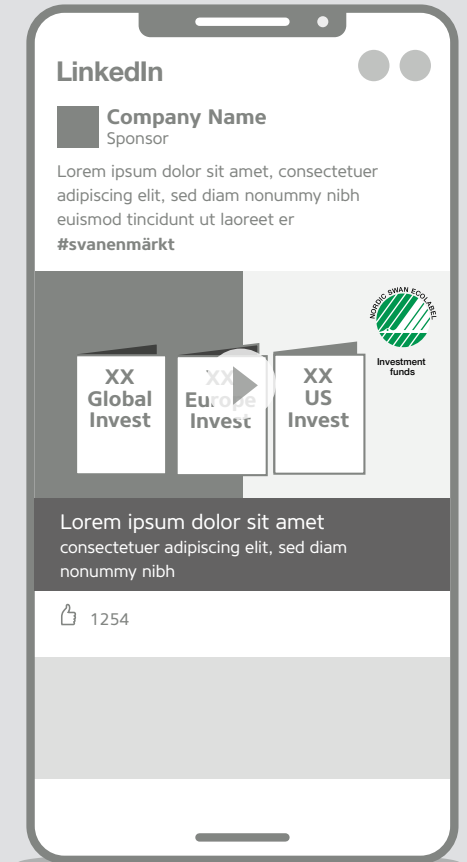 LinkedIn
Company Name
Sponsor
Lorem ipsum dolor sit amet, consectetuer
adipiscing elit, sed diam nonummy nibh
euismod tincidunt ut laoreet er
#svanenmärkt
NORDIC SWAN ECOLABEL
Investment
funds
XX
Global
Invest
XX
Europe
Invest
XX
US
Invest
Lorem ipsum dolor sit amet
consectetuer adipiscing elit, sed diam
nonummy nibh
1254